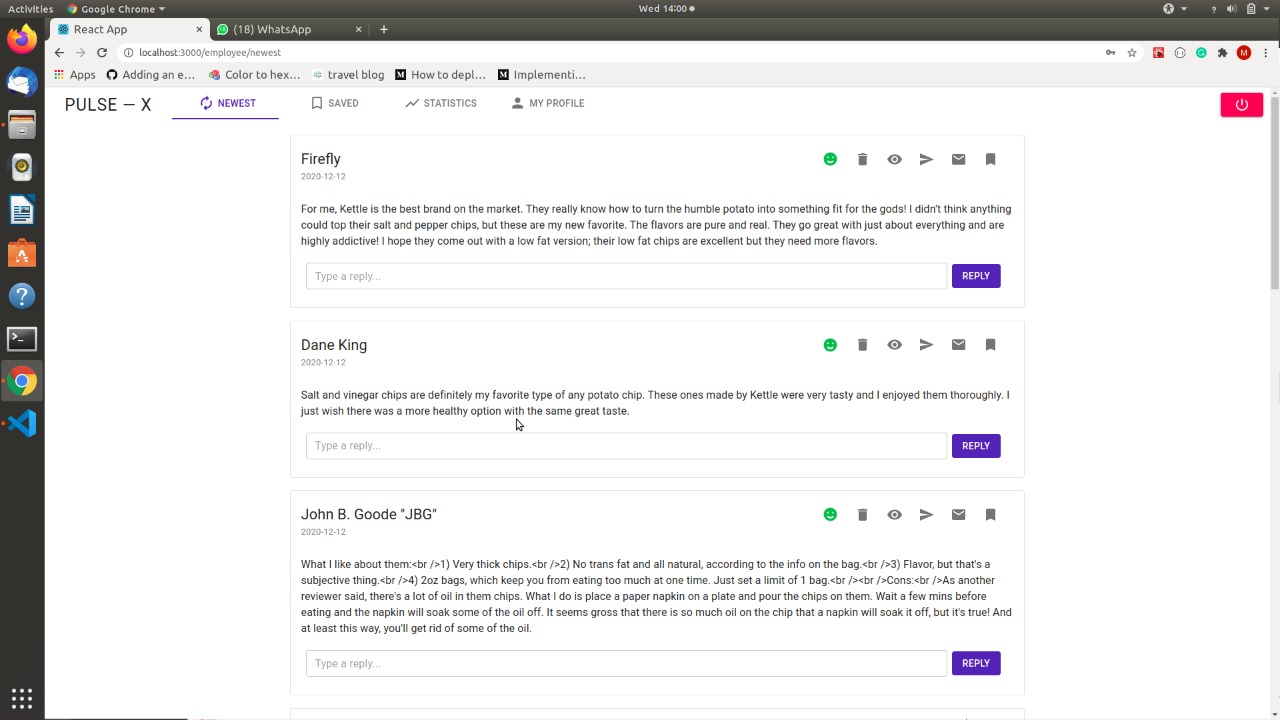 Activities
Google Chrome
Wed 14:00
React App
(18) WhatsApp
localhost:3000/employee/newest
Apps
Adding an e...
Color to hex...
travel blog
How to depl...
Implementi...
M
PULSE — X
NEWEST
SAVED
STATISTICS
MY PROFILE
Firefly
2020-12-12
For me, Kettle is the best brand on the market. They really know how to turn the humble potato into something fit for the gods! I didn't think anything
could top their salt and pepper chips, but these are my new favorite. The flavors are pure and real. They go great with just about everything and are
highly addictive! I hope they come out with a low fat version; their low fat chips are excellent but they need more flavors.
Type a reply...
REPLY
Dane King
2020-12-12
Salt and vinegar chips are definitely my favorite type of any potato chip. These ones made by Kettle were very tasty and I enjoyed them thoroughly. I
just wish there was a more healthy option with the same great taste.
Type a reply...
REPLY
John B. Goode "JBG"
2020-12-12
What I like about them:<br />1) Very thick chips.<br />2) No trans fat and all natural, according to the info on the bag.<br />3) Flavor, but that's a
subjective thing.<br />4) 2oz bags, which keep you from eating too much at one time. Just set a limit of 1 bag.<br /><br />Cons:<br />As another
reviewer said, there's a lot of oil in them chips. What I do is place a paper napkin on a plate and pour the chips on them. Wait a few mins before
eating and the napkin will soak some of the oil off. It seems gross that there is so much oil on the chip that a napkin will soak it off, but it's true! And
at least this way, you'll get rid of some of the oil.
Type a reply...
REPLY